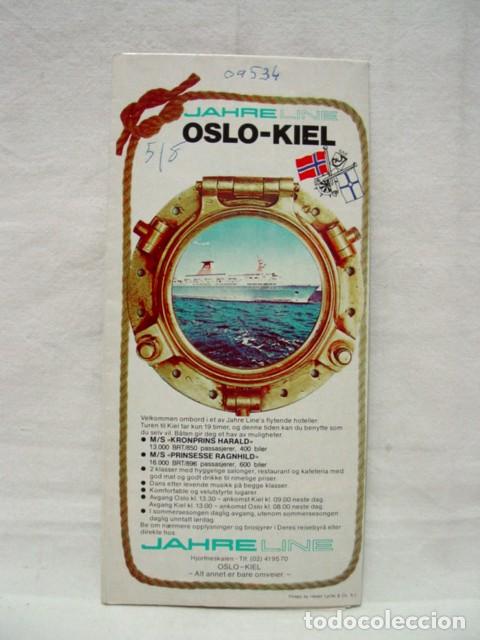 09534
JAHRE LINE
OSLO-KIEL
5/8
Velkommen ombord i et av Jahre Line's flytende hoteller.
Turen til Kiel tar kun 19 timer, og denne tiden kan du benytte som
du selv vil. Båten gir deg et hav av muligheter.
● M/S «KRONPRINS HARALD»
13.000 BRT/850 passasjerer, 400 biler
● M/S «PRINSESSE RAGNHILD»
16.000 BRT/896 passasjerer, 600 biler
● 2 klasser med hyggelige salonger, restaurant og kafeteria med
god mat og godt drikke til rimelige priser.
● Dans efter levende musikk på begge klasser.
● Komfortable og velutstyrte lugarer.
● Avgang Oslo kl. 13.30 - ankomst Kiel kl. 09.00 neste dag.
Avgang Kiel kl. 13.00 - ankomst Oslo kl. 08.00 neste dag.
● I sommersesongen daglig avgang, utenom sommersesongen
daglig unntatt lørdag.
Be om nærmere opplysninger og brosjyrer i Deres reisebyrå eller
direkte hos:
JAHRE LINE
Hjortneskaien - Tlf. (02) 419570
OSLO-KIEL
- Alt annet er bare omveier -
todocoleccion